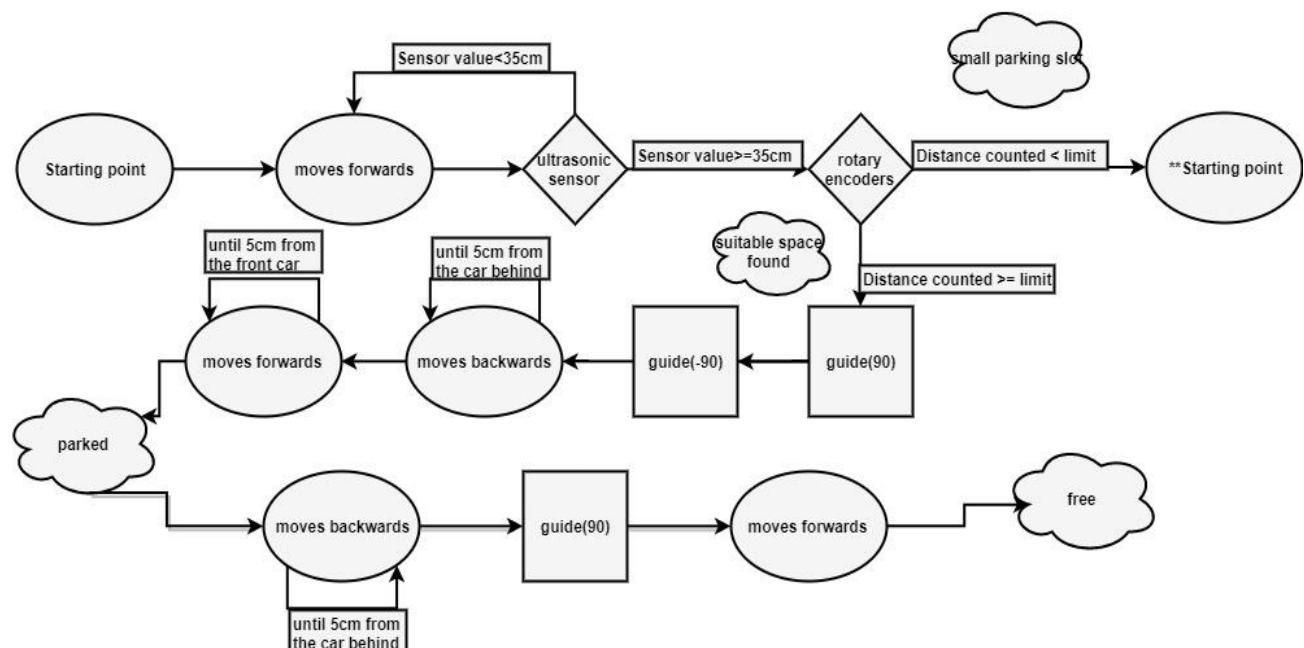 Sensor value<35cm
small parking slot
Starting point
moves forwards
ultrasonic
sensor
Sensor value>=35cm
rotary
encoders
Distance counted < limit
**Starting point
until 5cm from
the front car
until 5cm from
the car behind
suitable space
found
Distance counted >= limit
moves forwards
moves backwards
guide(-90)
guide(90)
parked
moves backwards
guide(90)
moves forwards
free
until 5cm from
the car behind